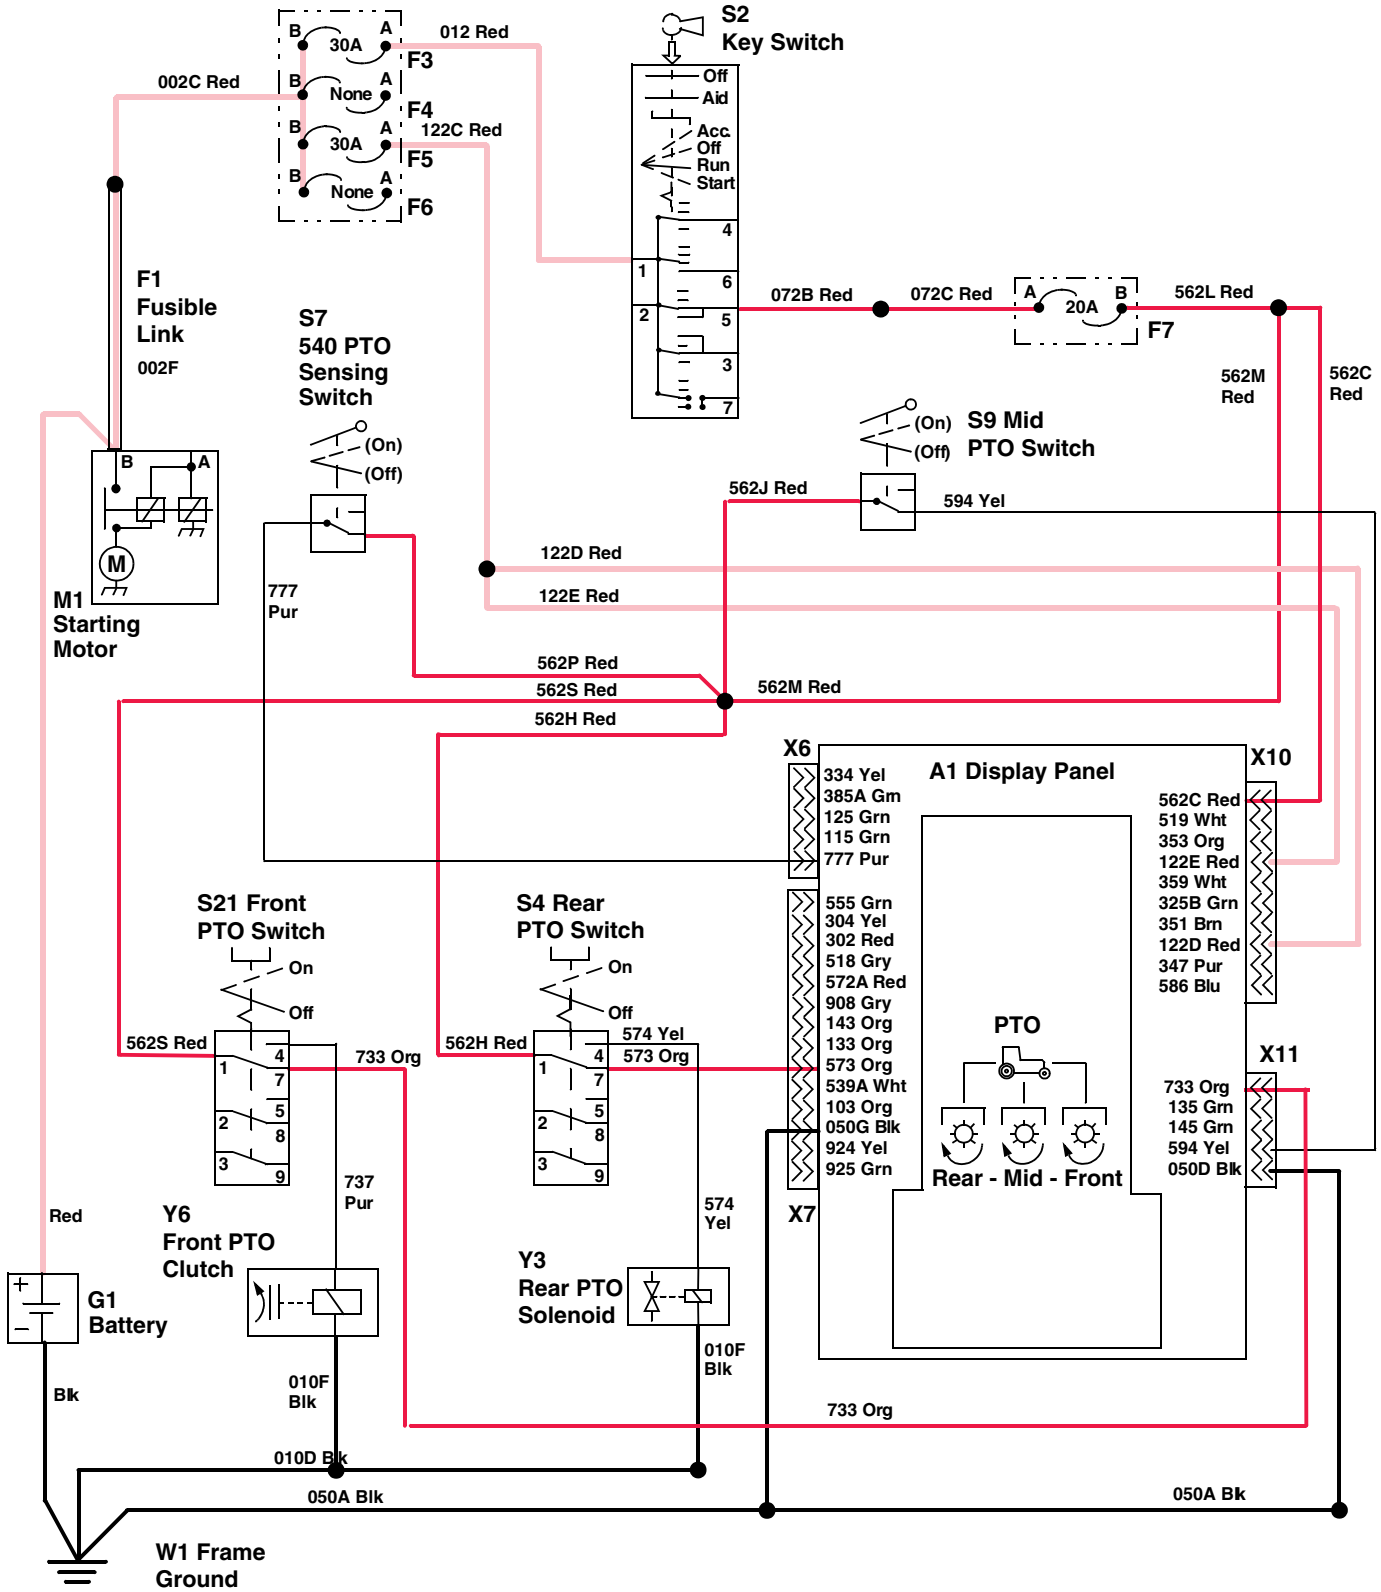 S2
Key Switch
Off
Aid
Acc.
Off
Run
Start
4
1
6
2
5
3
7
B
30A
A
F3
012 Red
002C Red
B
None
A
F4
B
30A
A
F5
122C Red
B
None
A
F6
F1
Fusible
Link
002F
S7
540 PTO
Sensing
Switch
(On)
(Off)
072B Red
072C Red
A
20A
B
F7
562L Red
562M
Red
562C
Red
(On)
(Off)
S9 Mid
PTO Switch
562J Red
594 Yel
B
A
M
M1
Starting
Motor
777
Pur
122D Red
122E Red
562P Red
562S Red
562M Red
562H Red
X6
A1 Display Panel
X10
334 Yel
385A Grn
125 Grn
115 Grn
777 Pur
562C Red
519 Wht
353 Org
122E Red
359 Wht
325B Grn
351 Brn
122D Red
347 Pur
586 Blu
555 Grn
304 Yel
302 Red
518 Gry
572A Red
908 Gry
143 Org
133 Org
573 Org
539A Wht
103 Org
050G Blk
924 Yel
925 Grn
X7
PTO
Rear - Mid - Front
X11
733 Org
135 Grn
145 Grn
594 Yel
050D Blk
S21 Front
PTO Switch
On
Off
562S Red
1
4
7
2
5
8
3
9
733 Org
S4 Rear
PTO Switch
On
Off
562H Red
574 Yel
573 Org
1
4
7
2
5
8
3
9
737
Pur
574
Yel
Red
Y6
Front PTO
Clutch
Y3
Rear PTO
Solenoid
+
−
G1
Battery
Blk
010F
Blk
010F
Blk
733 Org
010D Blk
050A Blk
050A Blk
W1 Frame
Ground